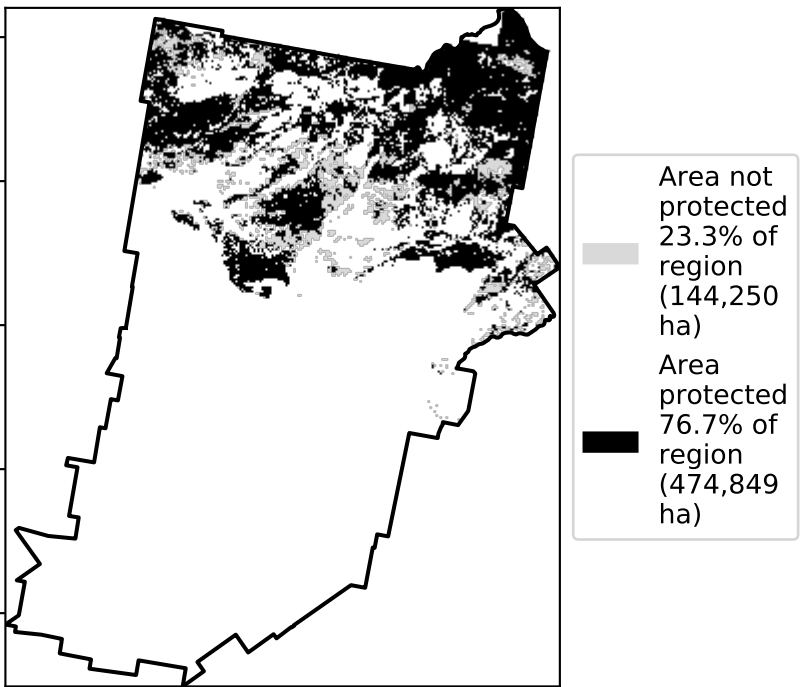 Area not
protected
23.3% of
region
(144,250
ha)
Area
protected
76.7% of
region
(474,849
ha)